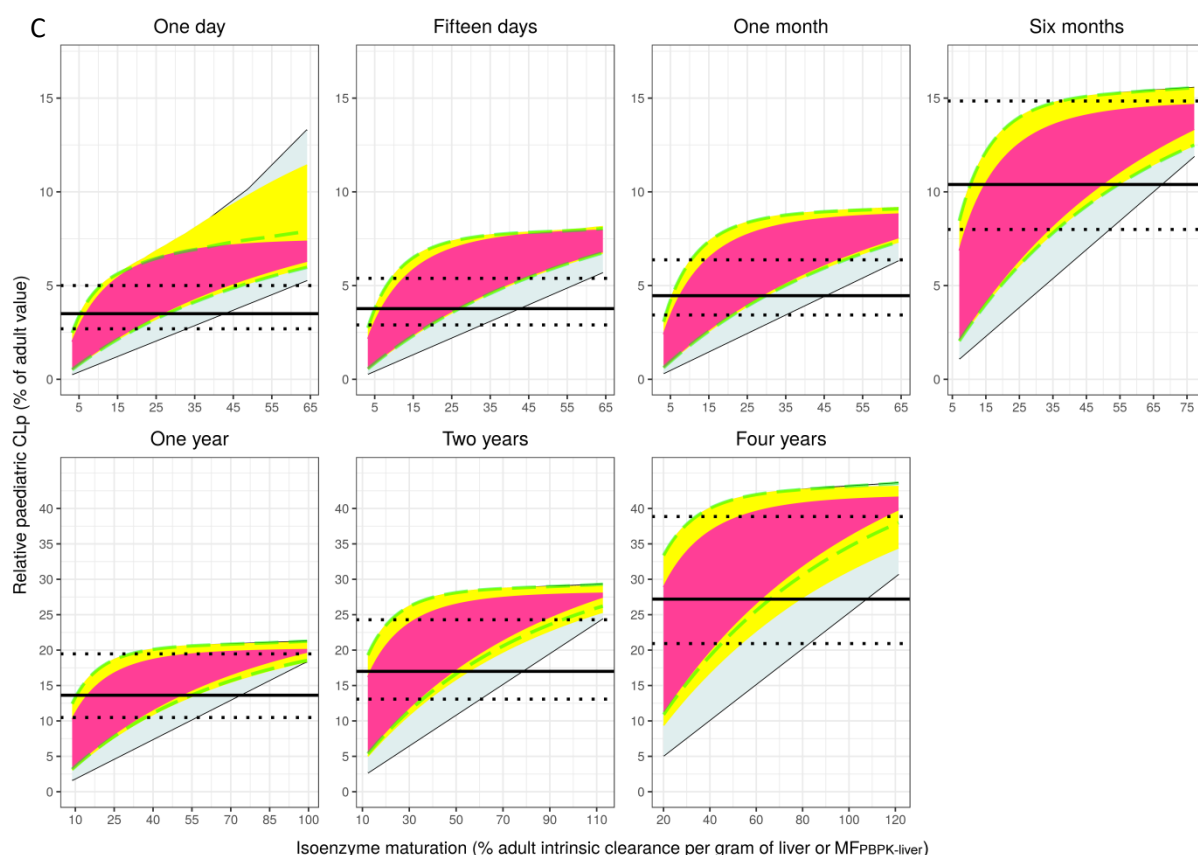 C
One day
Fifteen days
One month
Six months
15
10
5
0
5 15 25 35 45 55 65
5 15 25 35 45 55 65
5 15 25 35 45 55 65
5 15 25 35 45 55 65 75
One year
Two years
Four years
40
35
30
25
20
15
10
5
0
10 25 40 55 70 85 100
10 30 50 70 90 110
20 40 60 80 100 120
Relative paediatric CLp (% of adult value)
Isoenzyme maturation (% adult intrinsic clearance per gram of liver or MFPBPK-liver)